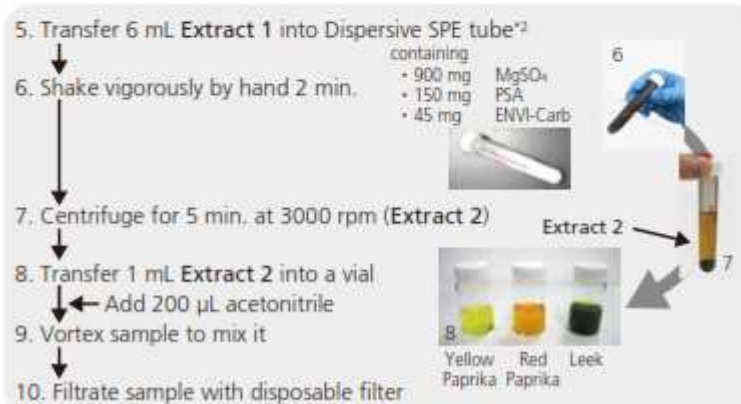 5. Transfer 6 mL Extract 1 into Dispersive SPE tube*2
containing
• 900 mg MgSO₄
• 150 mg PSA
• 45 mg ENVI-Carb
6
6. Shake vigorously by hand 2 min.
7. Centrifuge for 5 min. at 3000 rpm (Extract 2)
Extract 2
7
8. Transfer 1 mL Extract 2 into a vial
Add 200 µL acetonitrile
8
Yellow Paprika
Red Paprika
Leek
9. Vortex sample to mix it
10. Filtrate sample with disposable filter